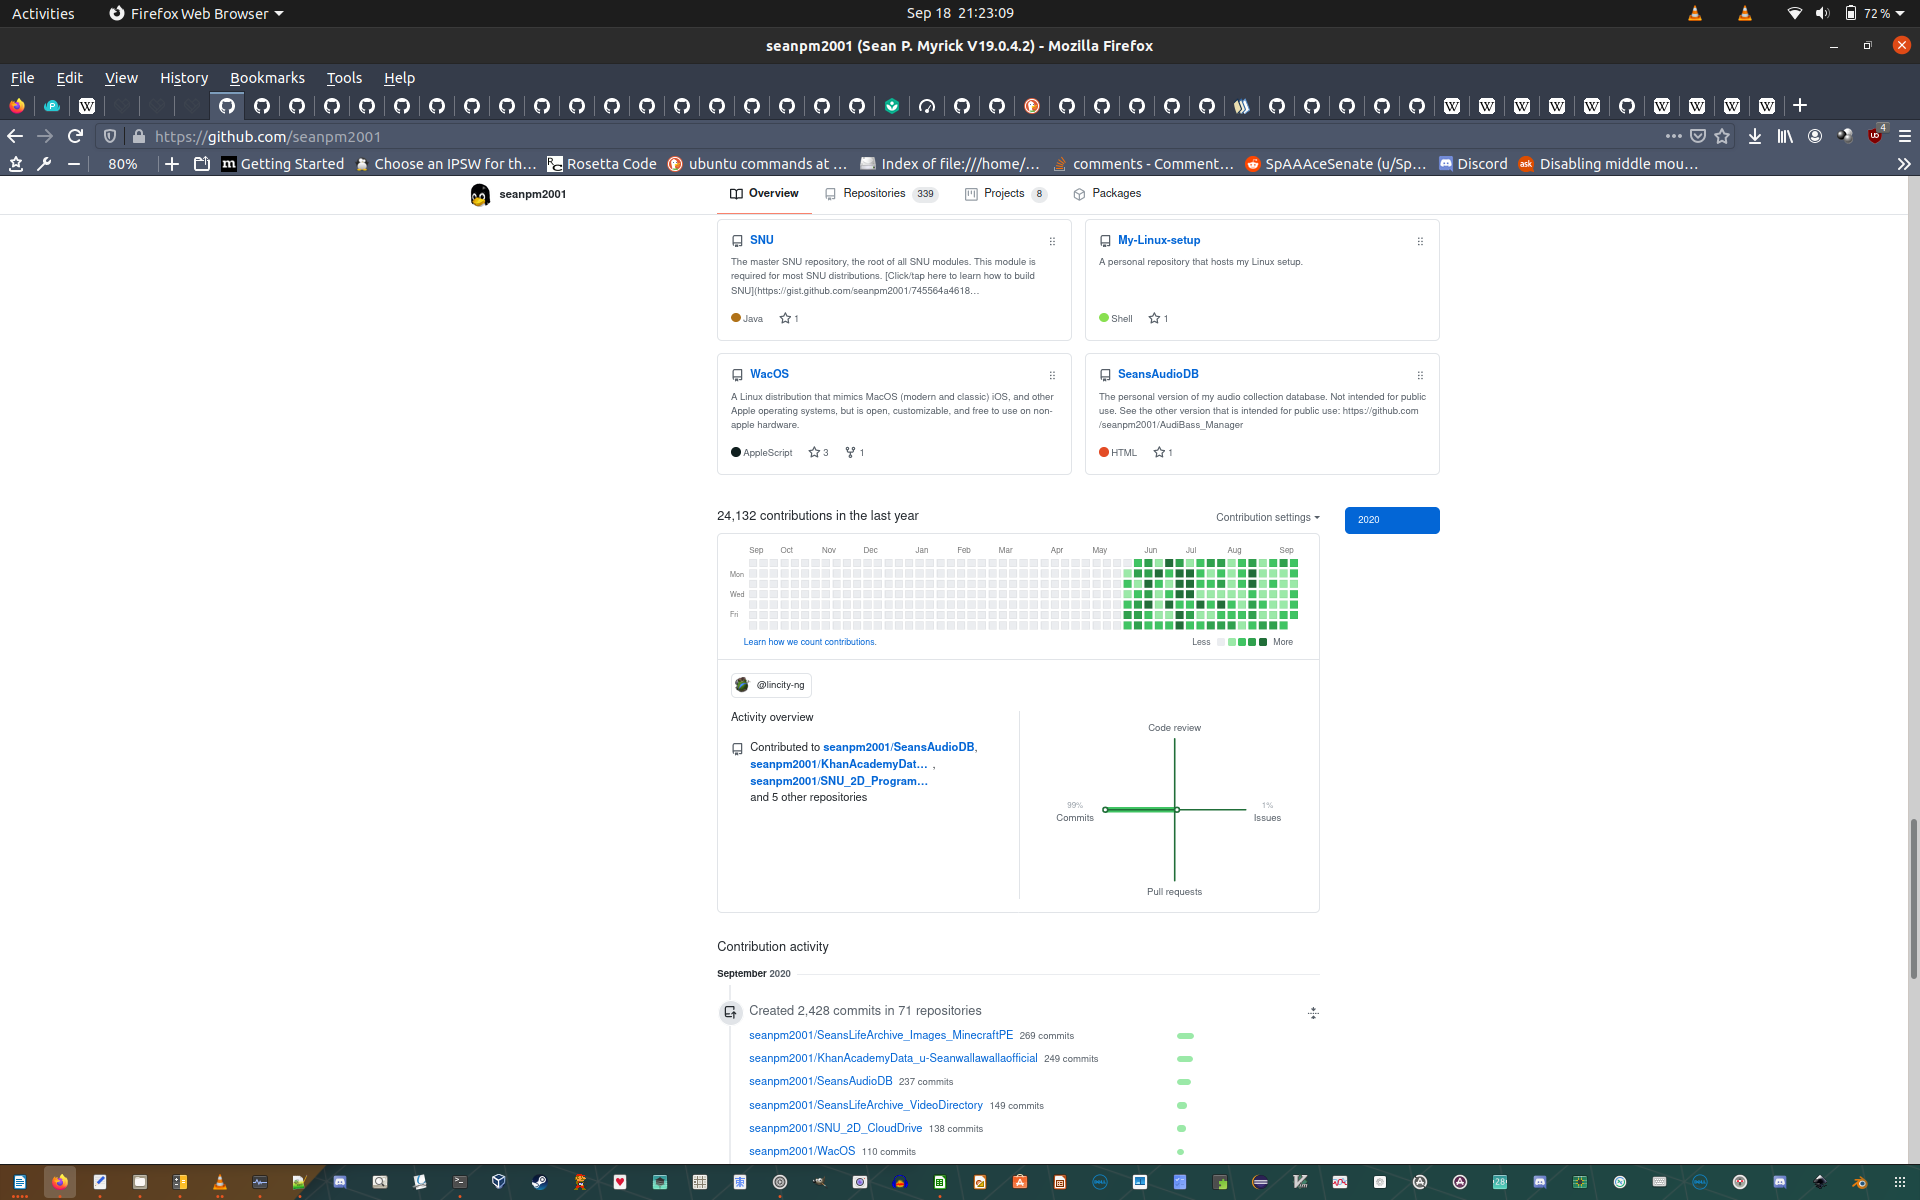 Activities
Firefox Web Browser
Sep 18 21:23:09
72 %
seanpm2001 (Sean P. Myrick V19.0.4.2) - Mozilla Firefox
File Edit View History Bookmarks Tools Help
https://github.com/seanpm2001
4
80%
Getting Started
Choose an IPSW for th...
Rosetta Code
ubuntu commands at ...
Index of file:///home/...
comments - Comment...
SpAAAceSenate (u/Sp...
Discord
Disabling middle mou...
seanpm2001
Overview
Repositories 339
Projects 8
Packages
SNU
The master SNU repository, the root of all SNU modules. This module is
required for most SNU distributions. [Click/tap here to learn how to build
SNU](https://gist.github.com/seanpm2001/745564a4618...
Java 1
My-Linux-setup
A personal repository that hosts my Linux setup.
Shell 1
WacOS
A Linux distribution that mimics MacOS (modern and classic) iOS, and other
Apple operating systems, but is open, customizable, and free to use on non-
apple hardware.
AppleScript 3 1
SeansAudioDB
The personal version of my audio collection database. Not intended for public
use. See the other version that is intended for public use: https://github.com
/seanpm2001/AudiBass_Manager
HTML 1
24,132 contributions in the last year
Contribution settings
2020
Sep Oct Nov Dec Jan Feb Mar Apr May Jun Jul Aug Sep
Mon
Wed
Fri
Learn how we count contributions.
Less More
@lincity-ng
Activity overview
Contributed to seanpm2001/SeansAudioDB,
seanpm2001/KhanAcademyDat... ,
seanpm2001/SNU_2D_Program...
and 5 other repositories
Code review
99%
Commits
1%
Issues
Pull requests
Contribution activity
September 2020
Created 2,428 commits in 71 repositories
seanpm2001/SeansLifeArchive_Images_MinecraftPE 269 commits
seanpm2001/KhanAcademyData_u-Seanwallawallaofficial 249 commits
seanpm2001/SeansAudioDB 237 commits
seanpm2001/SeansLifeArchive_VideoDirectory 149 commits
seanpm2001/SNU_2D_CloudDrive 138 commits
seanpm2001/WacOS 110 commits